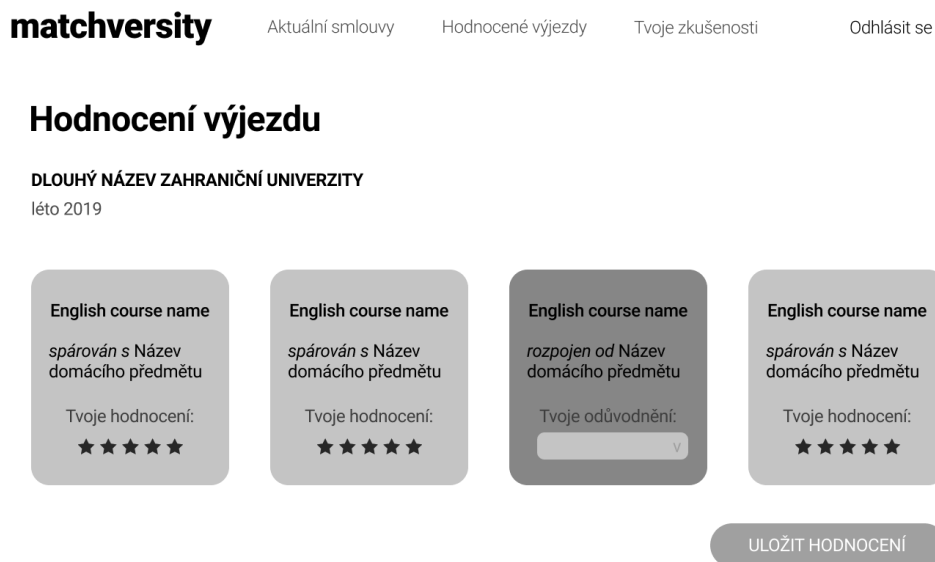 matchversity
Aktuální smlouvy
Hodnocené výjezdy
Tvoje zkušenosti
Odhlásit se
Hodnocení výjezdu
DLOUHÝ NÁZEV ZAHRANIČNÍ UNIVERZITY
léto 2019
English course name
spárován s Název
domácího předmětu
Tvoje hodnocení:
English course name
spárován s Název
domácího předmětu
Tvoje hodnocení:
English course name
rozpojen od Název
domácího předmětu
Tvoje odůvodnění:
v
English course name
spárován s Název
domácího předmětu
Tvoje hodnocení:
ULOŽIT HODNOCENÍ